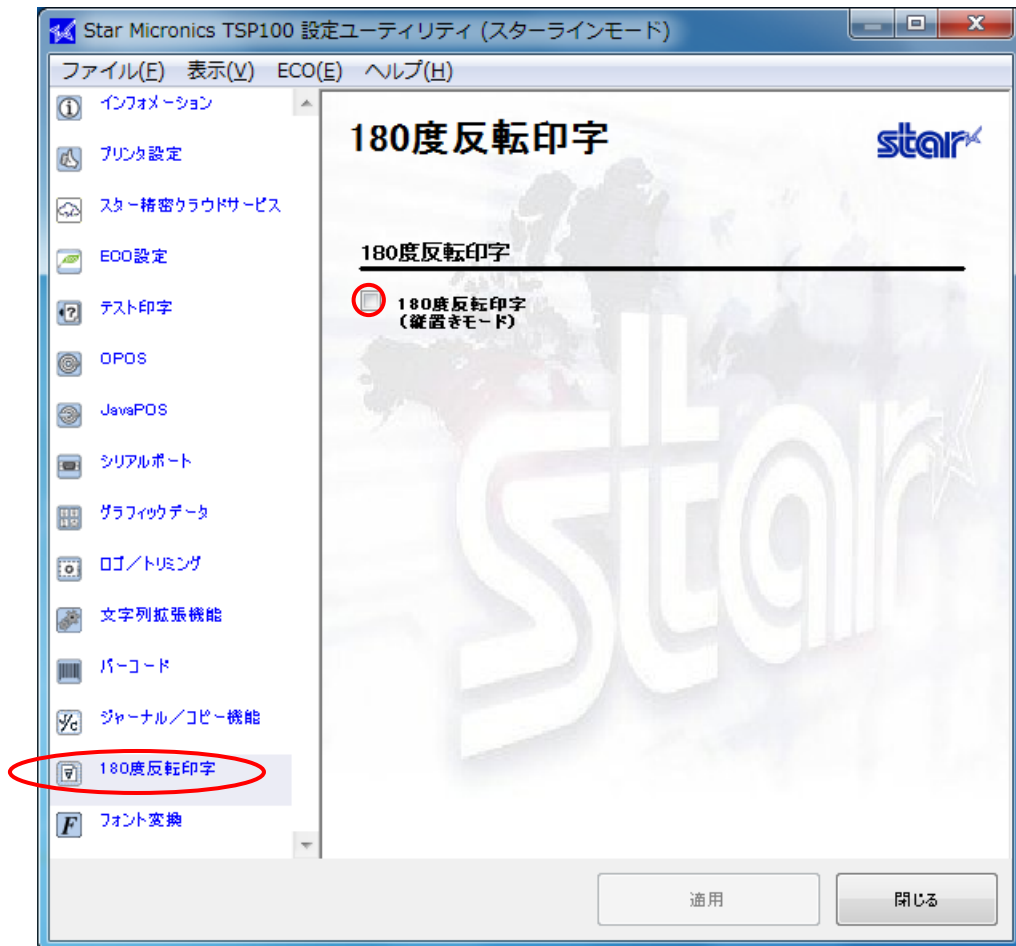 Star Micronics TSP100 設定ユーティリティ (スターラインモード)
ファイル(F) 表示(V) ECO(E) ヘルプ(H)
インフォメーション
プリンタ設定
スター精密クラウドサービス
ECO設定
テスト印字
OPOS
JavaPOS
シリアルポート
グラフィックデータ
ロゴ／トリミング
文字列拡張機能
バーコード
ジャーナル／コピー機能
180度反転印字
フォント変換
180度反転印字
star
180度反転印字
180度反転印字
(縦置きモード)
star
適用
閉じる